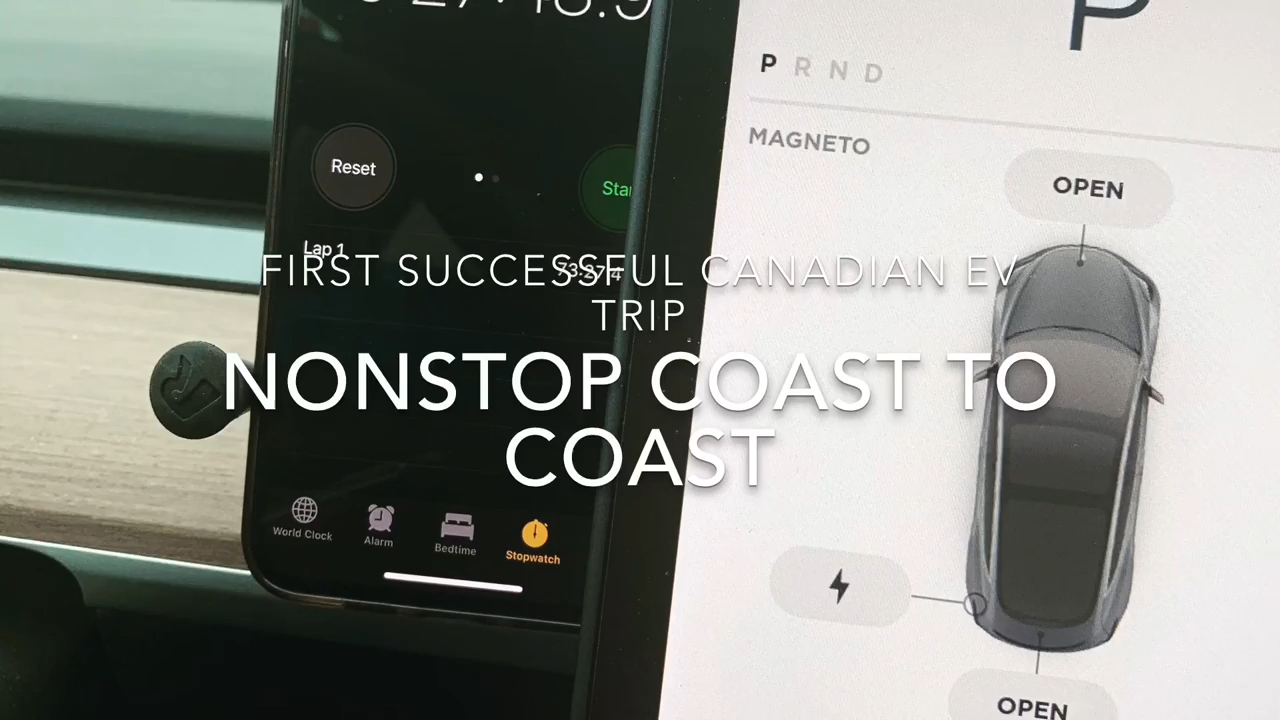 P
P R N D
MAGNETO
OPEN
Reset
Lap 1
FIRST SUCCESSFUL CANADIAN EV
TRIP
NONSTOP COAST TO
COAST
World Clock
Alarm
Bedtime
Stopwatch
OPEN